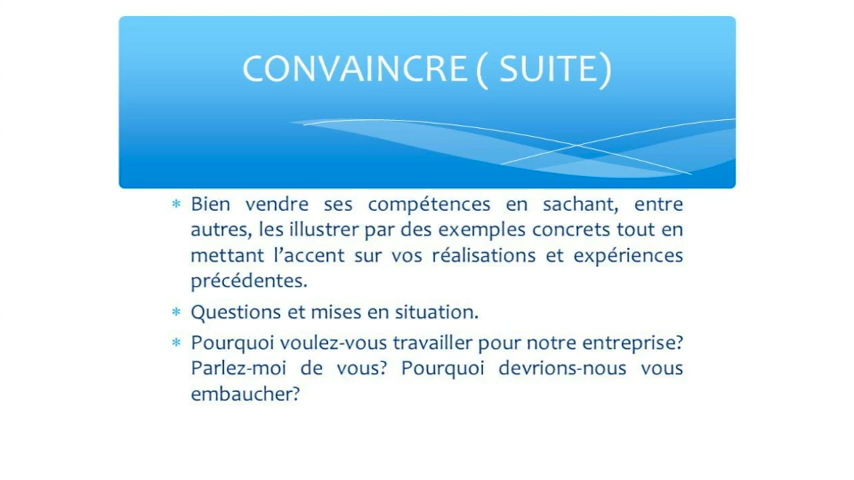 CONVAINCRE ( SUITE)
* Bien vendre ses compétences en sachant, entre
autres, les illustrer par des exemples concrets tout en
mettant l’accent sur vos réalisations et expériences
précédentes.
* Questions et mises en situation.
* Pourquoi voulez-vous travailler pour notre entreprise?
Parlez-moi de vous? Pourquoi devrions-nous vous
embaucher?